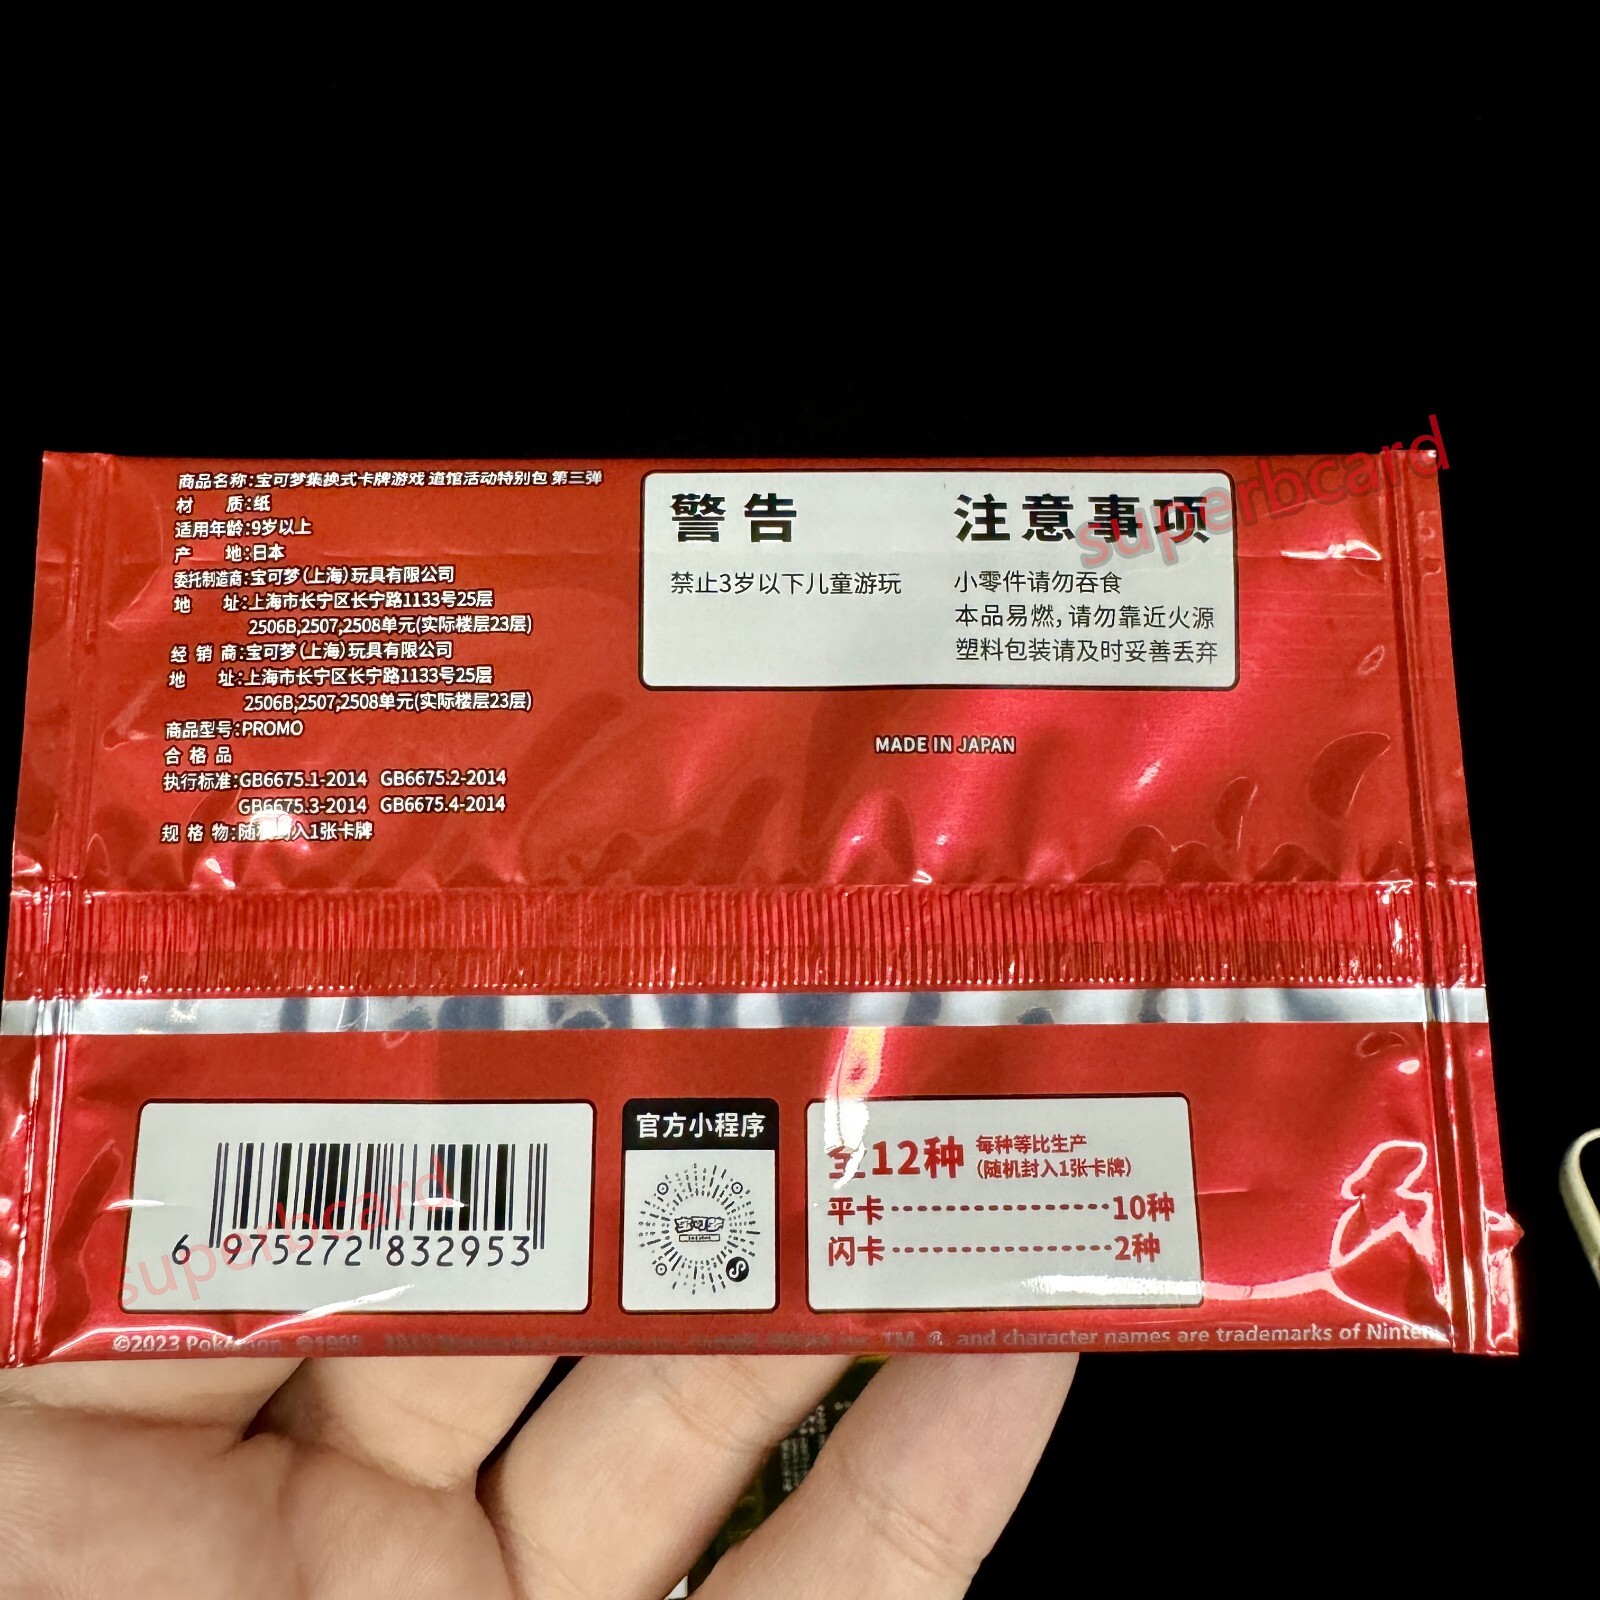 商品名称:宝可梦集换式卡牌游戏 道馆活动特别包 第三弹
材 质:纸
适用年龄:9岁以上
产 地:日本
委托制造商:宝可梦(上海)玩具有限公司
地 址:上海市长宁区长宁路1133号25层
2506B,2507,2508单元(实际楼层23层)
经 销 商:宝可梦(上海)玩具有限公司
地 址:上海市长宁区长宁路1133号25层
2506B,2507,2508单元(实际楼层23层)
商品型号:PROMO
合 格 品
执行标准:GB6675.1-2014 GB6675.2-2014
GB6675.3-2014 GB6675.4-2014
规 格 物:随机封入1张卡牌
警告
禁止3岁以下儿童游玩
注意事项
小零件请勿吞食
本品易燃,请勿靠近火源
塑料包装请及时妥善丢弃
superbcard
MADE IN JAPAN
6 975272 832953
superbcard
官方小程序
宝可梦
全12种 每种等比生产
(随机封入1张卡牌)
平卡 10种
闪卡 2种
©2023 Pokémon. TM, ®, and character names are trademarks of